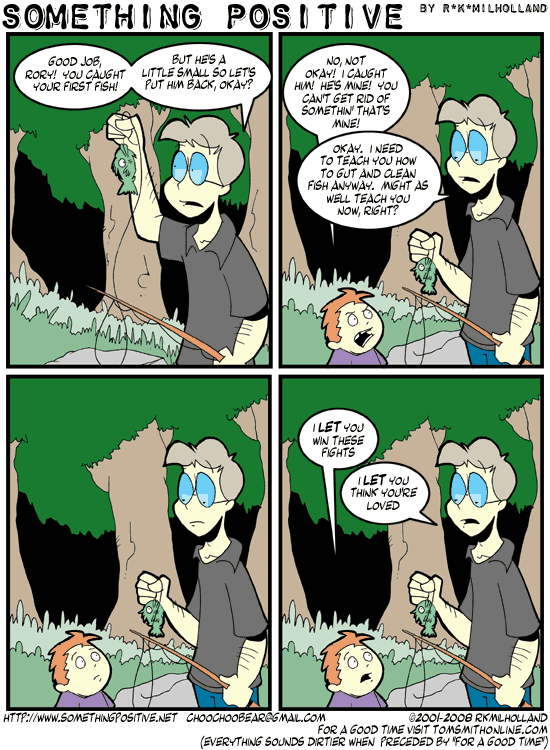 SOMETHING POSITIVE BY R*K*MILHOLLAND
GOOD JOB,
RORY! YOU CAUGHT
YOUR FIRST FISH!
BUT HE'S A
LITTLE SMALL SO LET'S
PUT HIM BACK, OKAY?
NO, NOT
OKAY! I CAUGHT
HIM! HE'S MINE! YOU
CAN'T GET RID OF
SOMETHIN' THAT'S
MINE!
OKAY. I NEED
TO TEACH YOU HOW
TO GUT AND CLEAN
FISH ANYWAY. MIGHT AS
WELL TEACH YOU
NOW, RIGHT?
I LET YOU
WIN THESE
FIGHTS
I LET YOU
THINK YOU'RE
LOVED
HTTP://WWW.SOMETHINGPOSITIVE.NET CHOOCHOOBEAR@GMAIL.COM ©2001-2008 RKMILHOLLAND
FOR A GOOD TIME VISIT TOMSMITHONLINE.COM
(EVERYTHING SOUNDS DIRTIER WHEN PRECEDED BY "FOR A GOOD TIME")